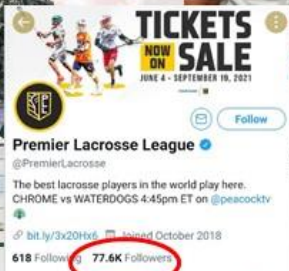 TICKETS
NOW ON SALE
JUNE 4 - SEPTEMBER 19, 2021
Follow
Premier Lacrosse League
@PremierLacrosse
The best lacrosse players in the world play here.
CHROME vs WATERDOGS 4:45pm ET on @peacocktv
bit.ly/3x20Hx6 Joined October 2018
618 Following 77.6K Followers